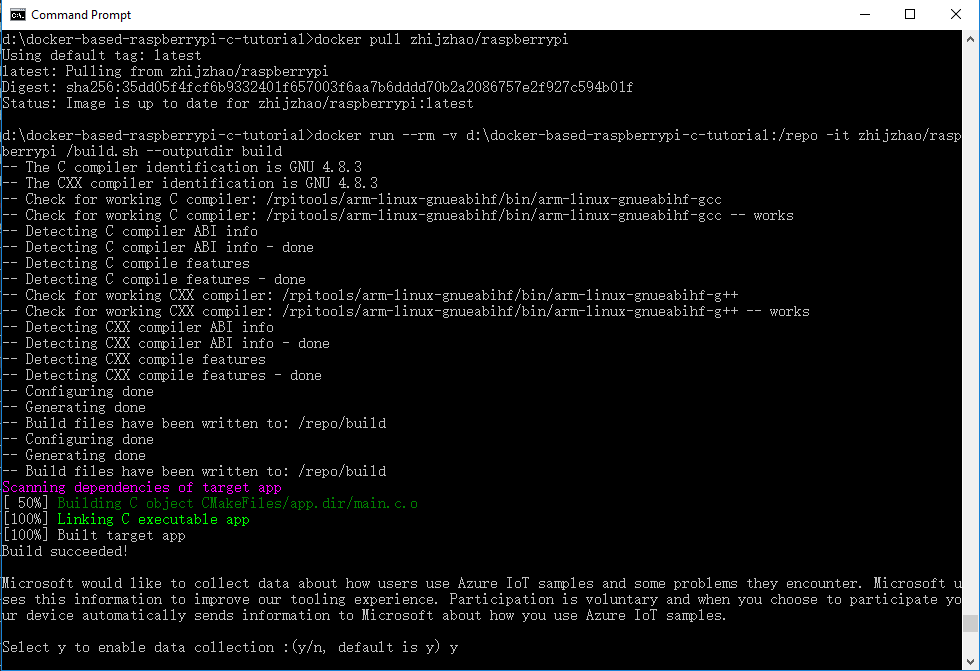 Command Prompt
d:\docker-based-raspberrypi-c-tutorial>docker pull zhijzhao/raspberrypi
Using default tag: latest
latest: Pulling from zhijzhao/raspberrypi
Digest: sha256:35dd05f4fcf6b9332401f657003f6aa7b6dddd70b2a2086757e2f927c594b01f
Status: Image is up to date for zhijzhao/raspberrypi:latest
d:\docker-based-raspberrypi-c-tutorial>docker run --rm -v d:\docker-based-raspberrypi-c-tutorial:/repo -it zhijzhao/rasp
berrypi /build.sh --outputdir build
-- The C compiler identification is GNU 4.8.3
-- The CXX compiler identification is GNU 4.8.3
-- Check for working C compiler: /rpitools/arm-linux-gnueabihf/bin/arm-linux-gnueabihf-gcc
-- Check for working C compiler: /rpitools/arm-linux-gnueabihf/bin/arm-linux-gnueabihf-gcc -- works
-- Detecting C compiler ABI info
-- Detecting C compiler ABI info - done
-- Detecting C compile features
-- Detecting C compile features - done
-- Check for working CXX compiler: /rpitools/arm-linux-gnueabihf/bin/arm-linux-gnueabihf-g++
-- Check for working CXX compiler: /rpitools/arm-linux-gnueabihf/bin/arm-linux-gnueabihf-g++ -- works
-- Detecting CXX compiler ABI info
-- Detecting CXX compiler ABI info - done
-- Detecting CXX compile features
-- Detecting CXX compile features - done
-- Configuring done
-- Generating done
-- Build files have been written to: /repo/build
-- Configuring done
-- Generating done
-- Build files have been written to: /repo/build
Scanning dependencies of target app
[ 50%] Building C object CMakeFiles/app.dir/main.c.o
[100%] Linking C executable app
[100%] Built target app
Build succeeded!
Microsoft would like to collect data about how users use Azure IoT samples and some problems they encounter. Microsoft u
ses this information to improve our tooling experience. Participation is voluntary and when you choose to participate yo
ur device automatically sends information to Microsoft about how you use Azure IoT samples.
Select y to enable data collection :(y/n, default is y) y